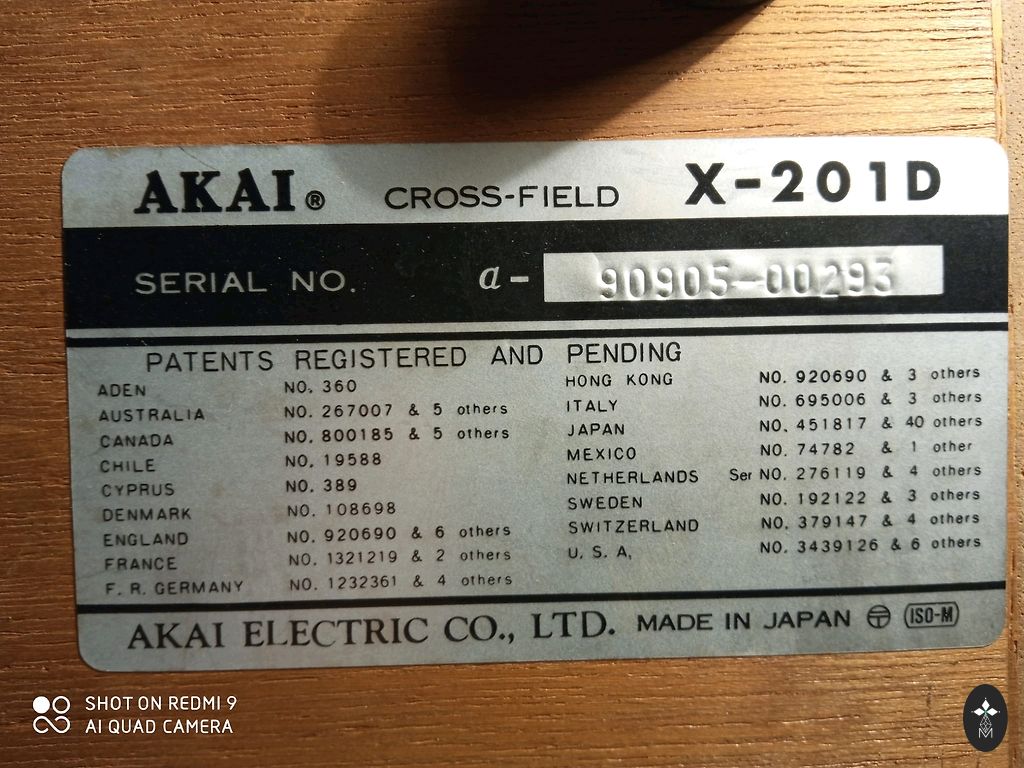 AKAI® CROSS-FIELD X-201D
SERIAL NO. a- 90905-00293
PATENTS REGISTERED AND PENDING
ADEN NO. 360
AUSTRALIA NO. 267007 & 5 others
CANADA NO. 800185 & 5 others
CHILE NO. 19588
CYPRUS NO. 389
DENMARK NO. 108698
ENGLAND NO. 920690 & 6 others
FRANCE NO. 1321219 & 2 others
F. R. GERMANY NO. 1232361 & 4 others
HONG KONG NO. 920690 & 3 others
ITALY NO. 695006 & 3 others
JAPAN NO. 451817 & 40 others
MEXICO NO. 74782 & 1 other
NETHERLANDS Ser NO. 276119 & 4 others
SWEDEN NO. 192122 & 3 others
SWITZERLAND NO. 379147 & 4 others
U. S. A. NO. 3439126 & 6 others
AKAI ELECTRIC CO., LTD. MADE IN JAPAN ISO-M
SHOT ON REDMI 9
AI QUAD CAMERA
M